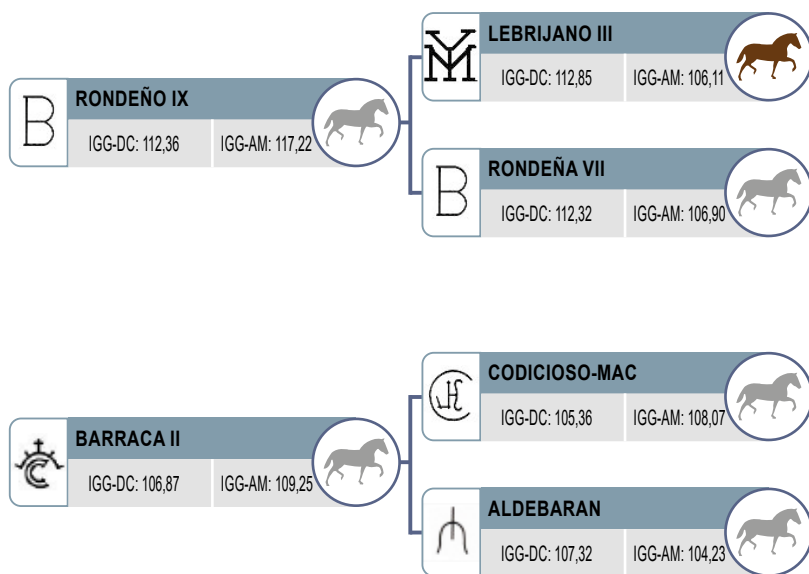 LEBRIJANO III
IGG-DC: 112,85 IGG-AM: 106,11
RONDEÑO IX
B IGG-DC: 112,36 IGG-AM: 117,22
RONDEÑA VII
B IGG-DC: 112,32 IGG-AM: 106,90
CODICIOSO-MAC
IGG-DC: 105,36 IGG-AM: 108,07
BARRACA II
IGG-DC: 106,87 IGG-AM: 109,25
ALDEBARAN
IGG-DC: 107,32 IGG-AM: 104,23